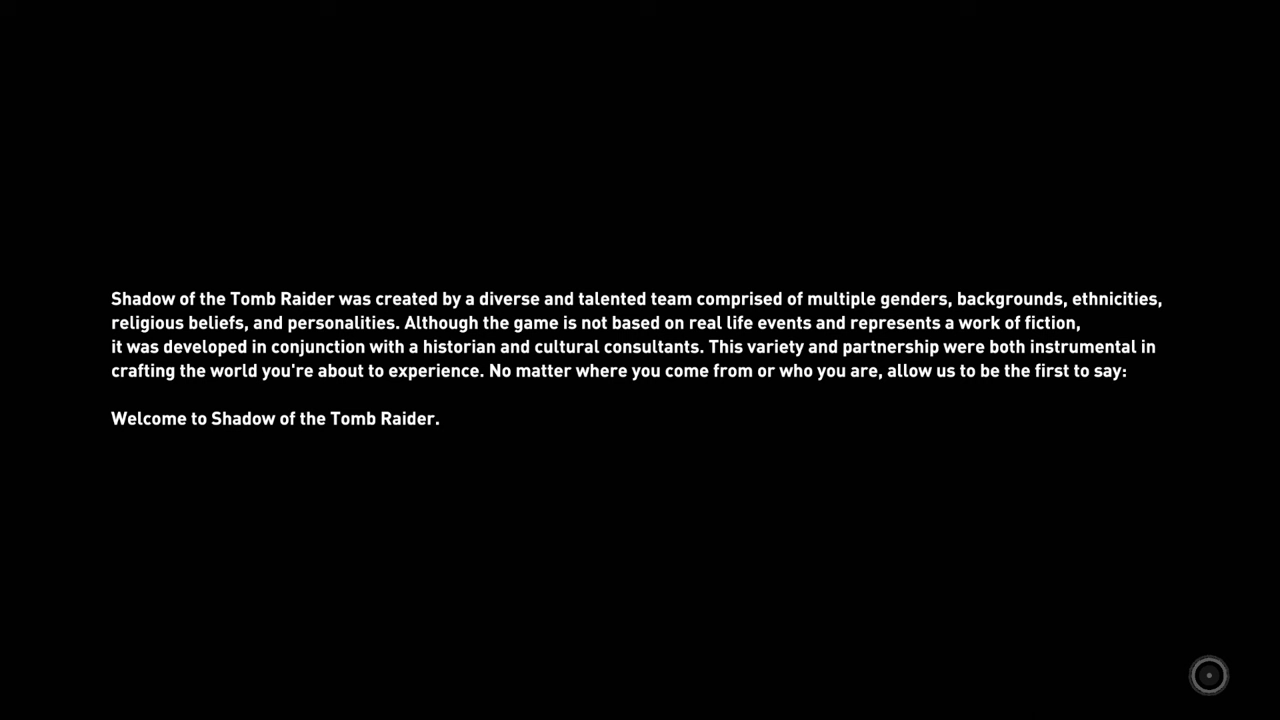 Shadow of the Tomb Raider was created by a diverse and talented team comprised of multiple genders, backgrounds, ethnicities,
religious beliefs, and personalities. Although the game is not based on real life events and represents a work of fiction,
it was developed in conjunction with a historian and cultural consultants. This variety and partnership were both instrumental in
crafting the world you're about to experience. No matter where you come from or who you are, allow us to be the first to say:
Welcome to Shadow of the Tomb Raider.